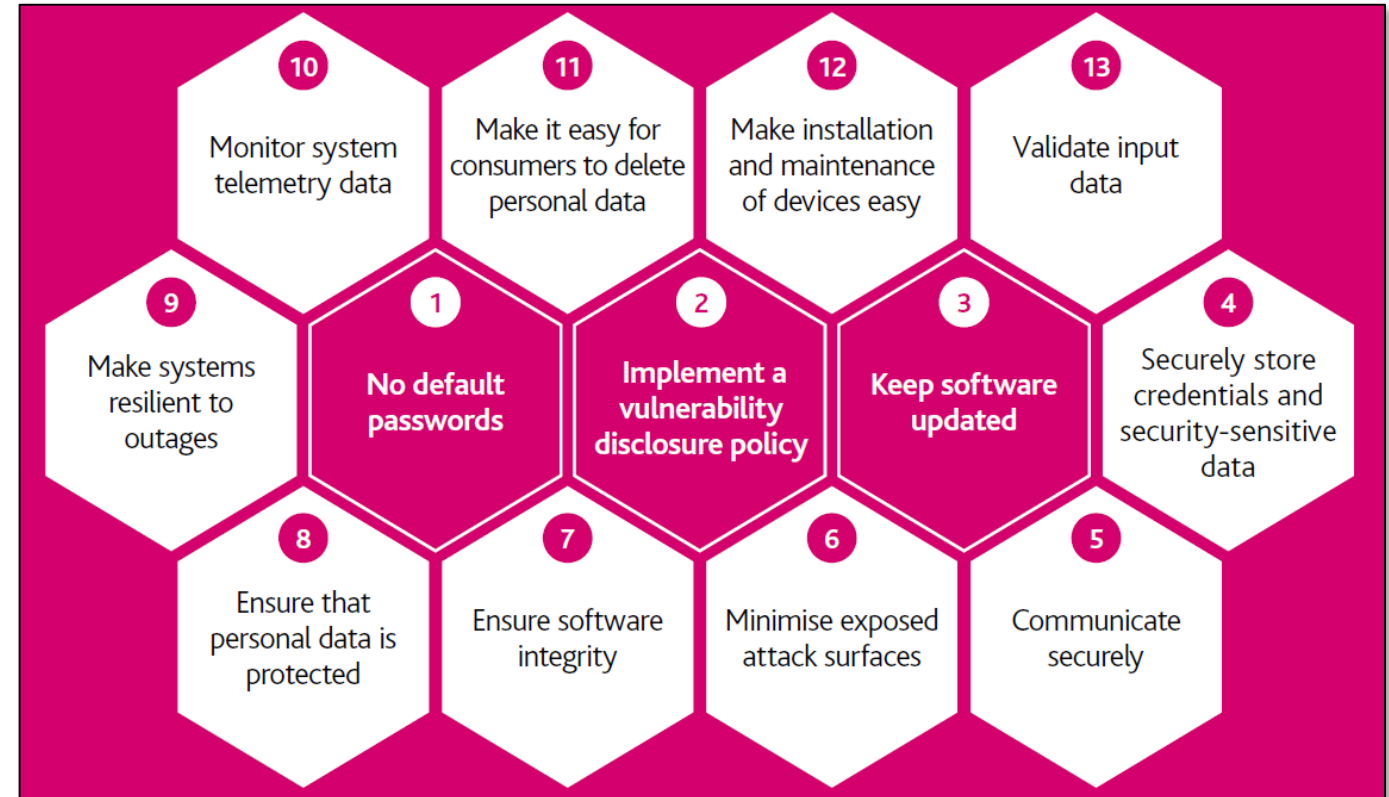 10
Monitor system
telemetry data
11
Make it easy for
consumers to delete
personal data
12
Make installation
and maintenance
of devices easy
13
Validate input
data
9
Make systems
resilient to
outages
1
No default
passwords
2
Implement a
vulnerability
disclosure policy
3
Keep software
updated
4
Securely store
credentials and
security-sensitive
data
8
Ensure that
personal data is
protected
7
Ensure software
integrity
6
Minimise exposed
attack surfaces
5
Communicate
securely